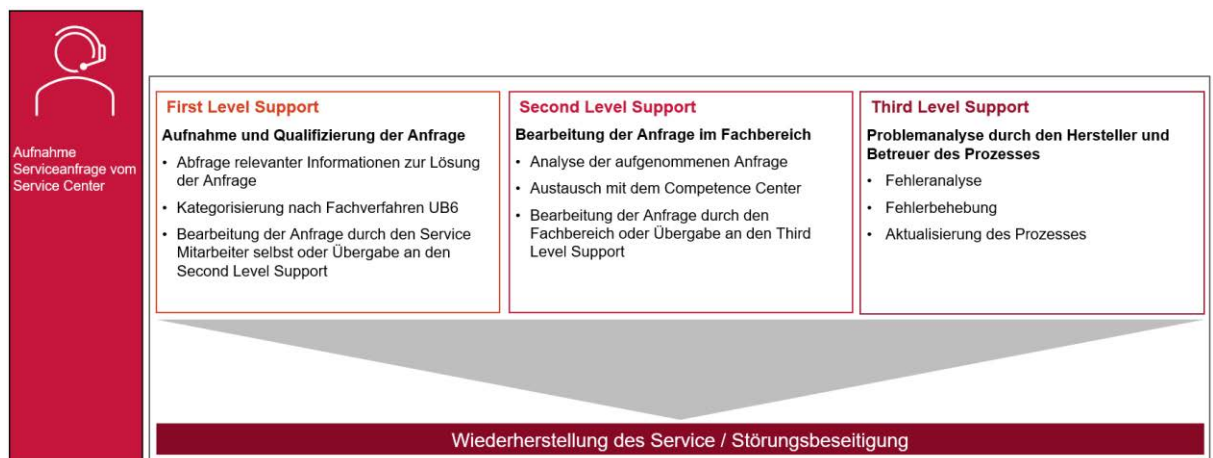 Aufnahme
Serviceanfrage vom
Service Center
First Level Support
Aufnahme und Qualifizierung der Anfrage
• Abfrage relevanter Informationen zur Lösung
der Anfrage
• Kategorisierung nach Fachverfahren UB6
• Bearbeitung der Anfrage durch den Service
Mitarbeiter selbst oder Übergabe an den
Second Level Support
Second Level Support
Bearbeitung der Anfrage im Fachbereich
• Analyse der aufgenommenen Anfrage
• Austausch mit dem Competence Center
• Bearbeitung der Anfrage durch den
Fachbereich oder Übergabe an den Third
Level Support
Third Level Support
Problemanalyse durch den Hersteller und
Betreuer des Prozesses
• Fehleranalyse
• Fehlerbehebung
• Aktualisierung des Prozesses
Wiederherstellung des Service / Störungsbeseitigung